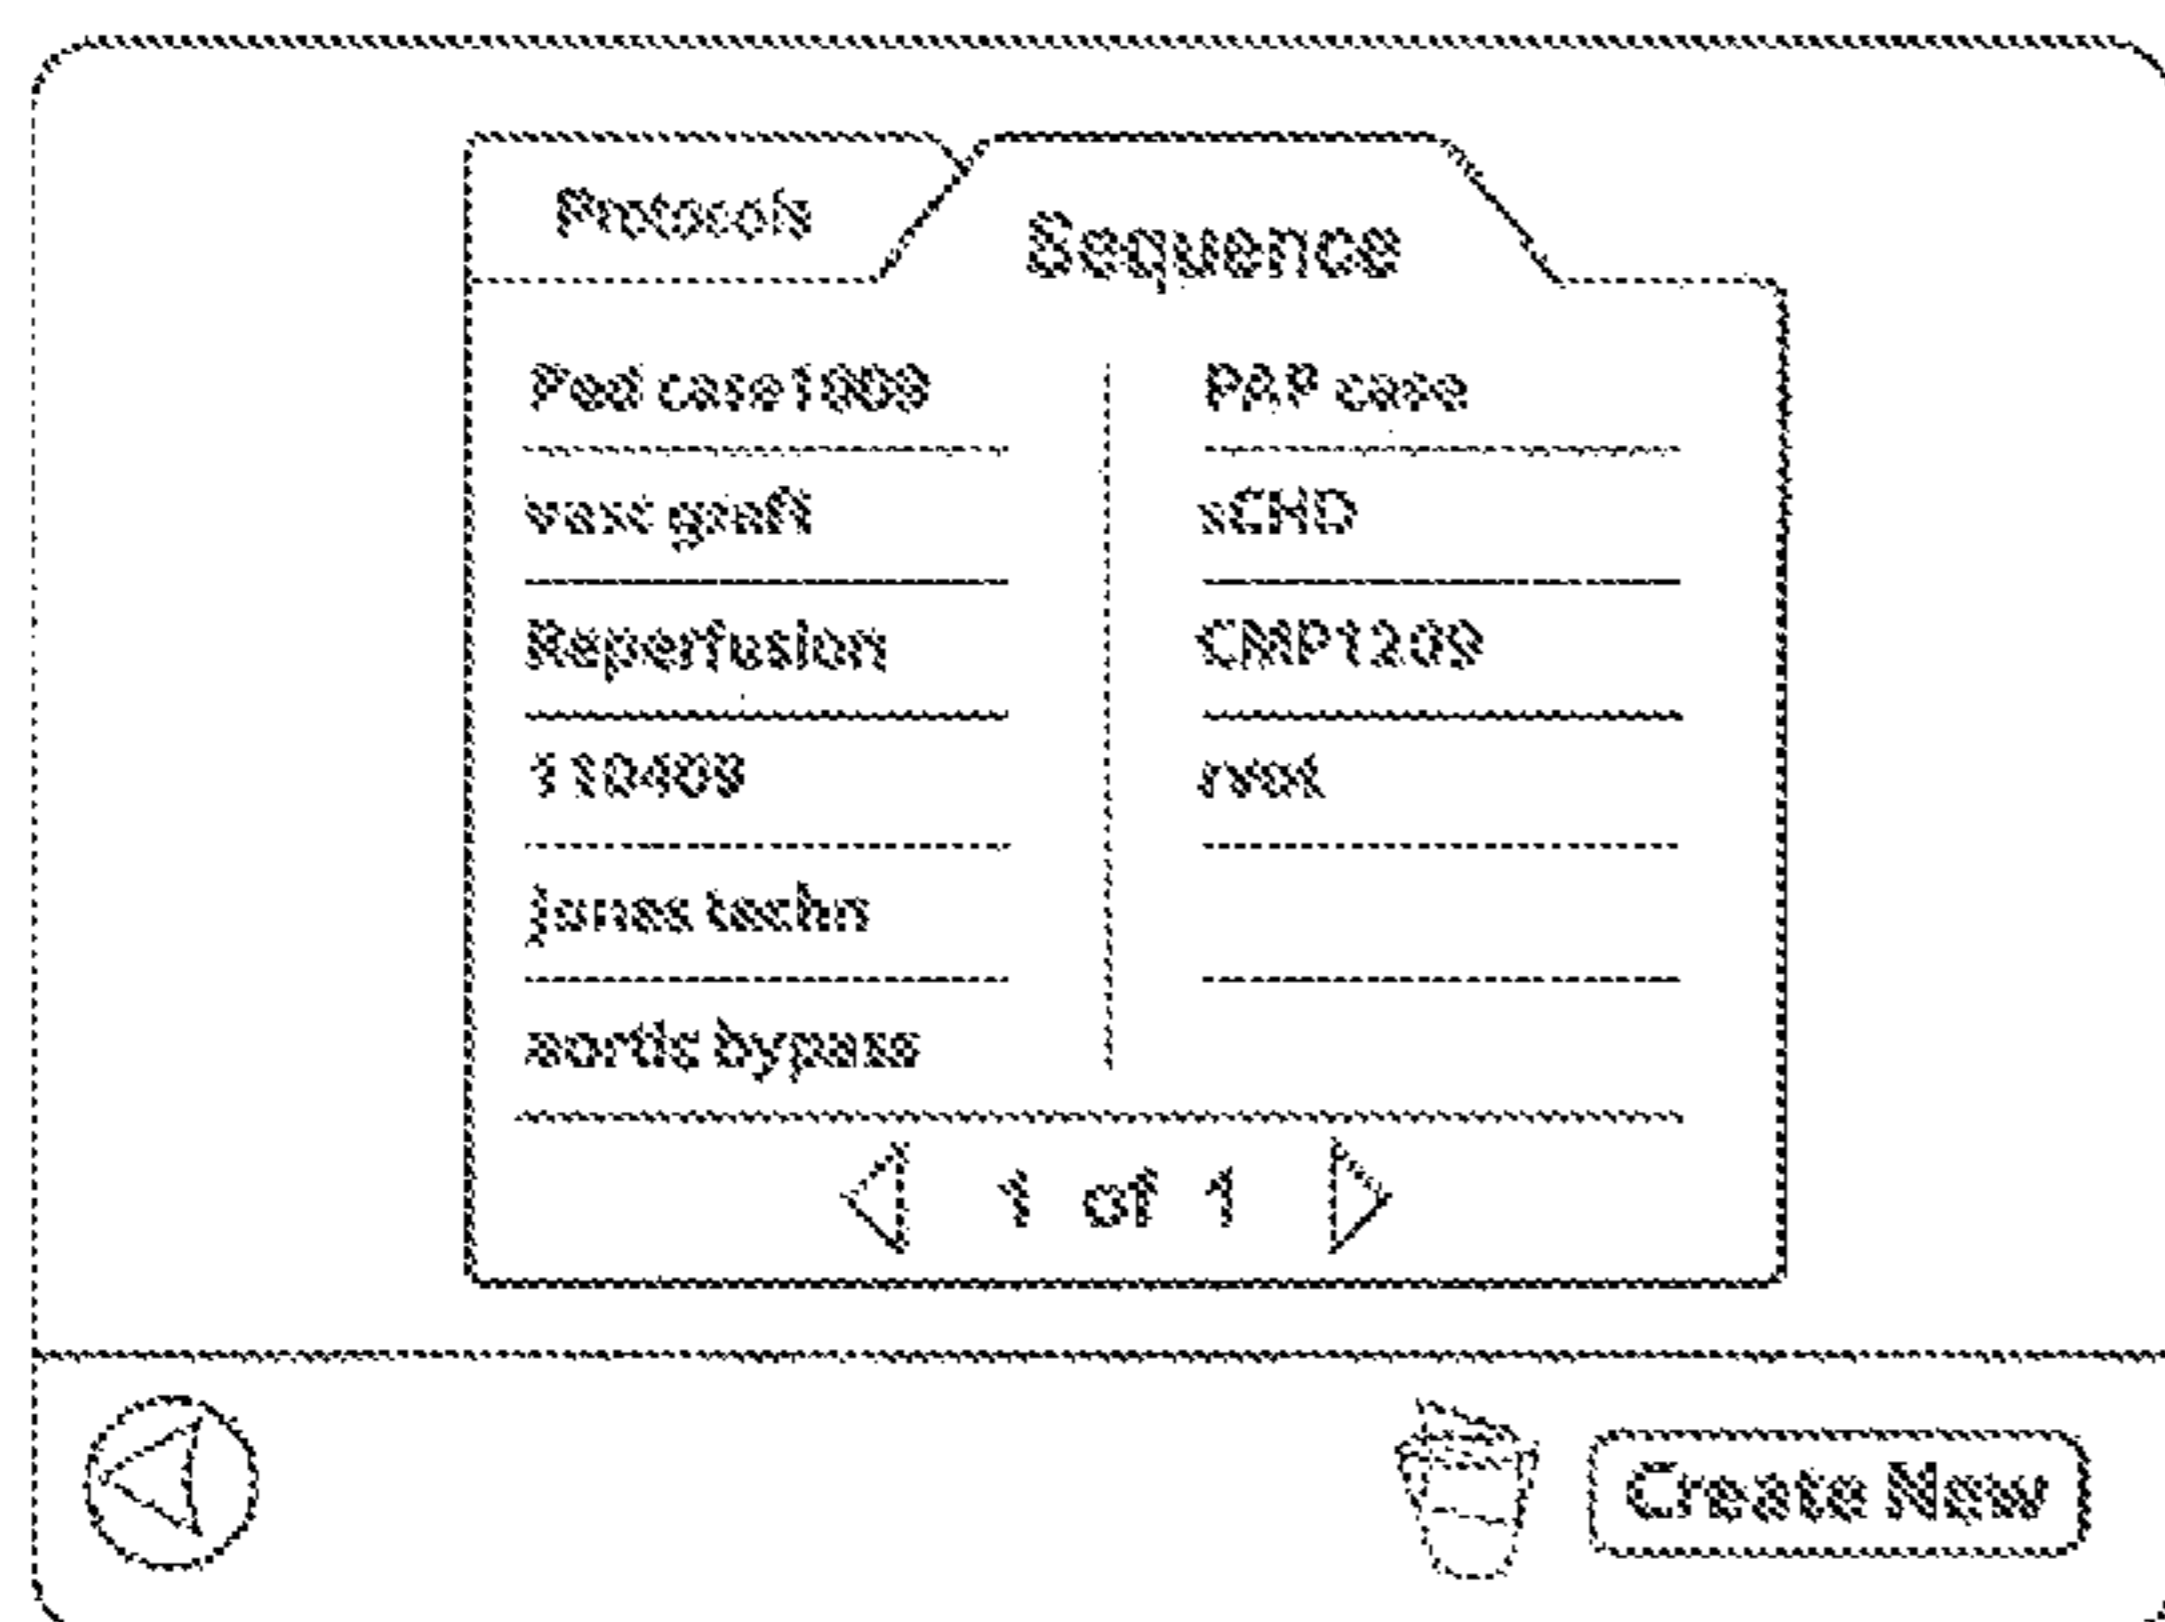 Protocols
Sequence
Ped case1009
vasc graft
Reperfusion
110409
jones techn
aortic bypass
PAP case
sCHD
CMP1209
rvot
1 of 1
Create New